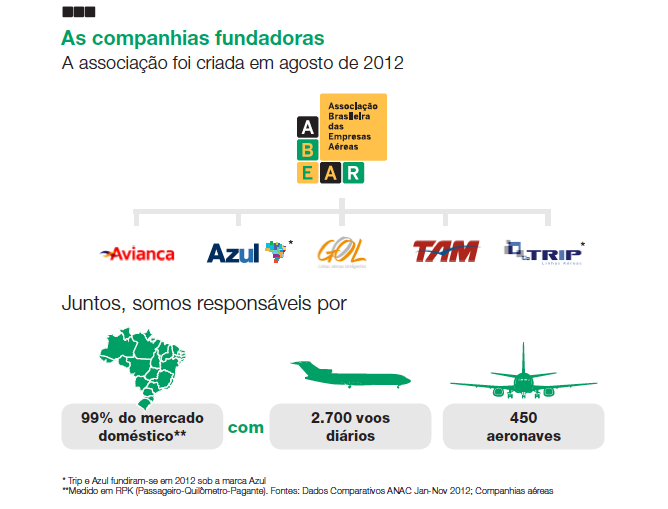 As companhias fundadoras
A associação foi criada em agosto de 2012
Associação
Brasileira
das
Empresas
Aéreas
A
B
E A R
Avianca
Azul *
GOL
TAM
TRIP *
Linhas Aéreas
Juntos, somos responsáveis por
99% do mercado
doméstico**
com
2.700 voos
diários
450
aeronaves
* Trip e Azul fundiram-se em 2012 sob a marca Azul
**Medido em RPK (Passageiro-Quilômetro-Pagante). Fontes: Dados Comparativos ANAC Jan-Nov 2012; Companhias aéreas